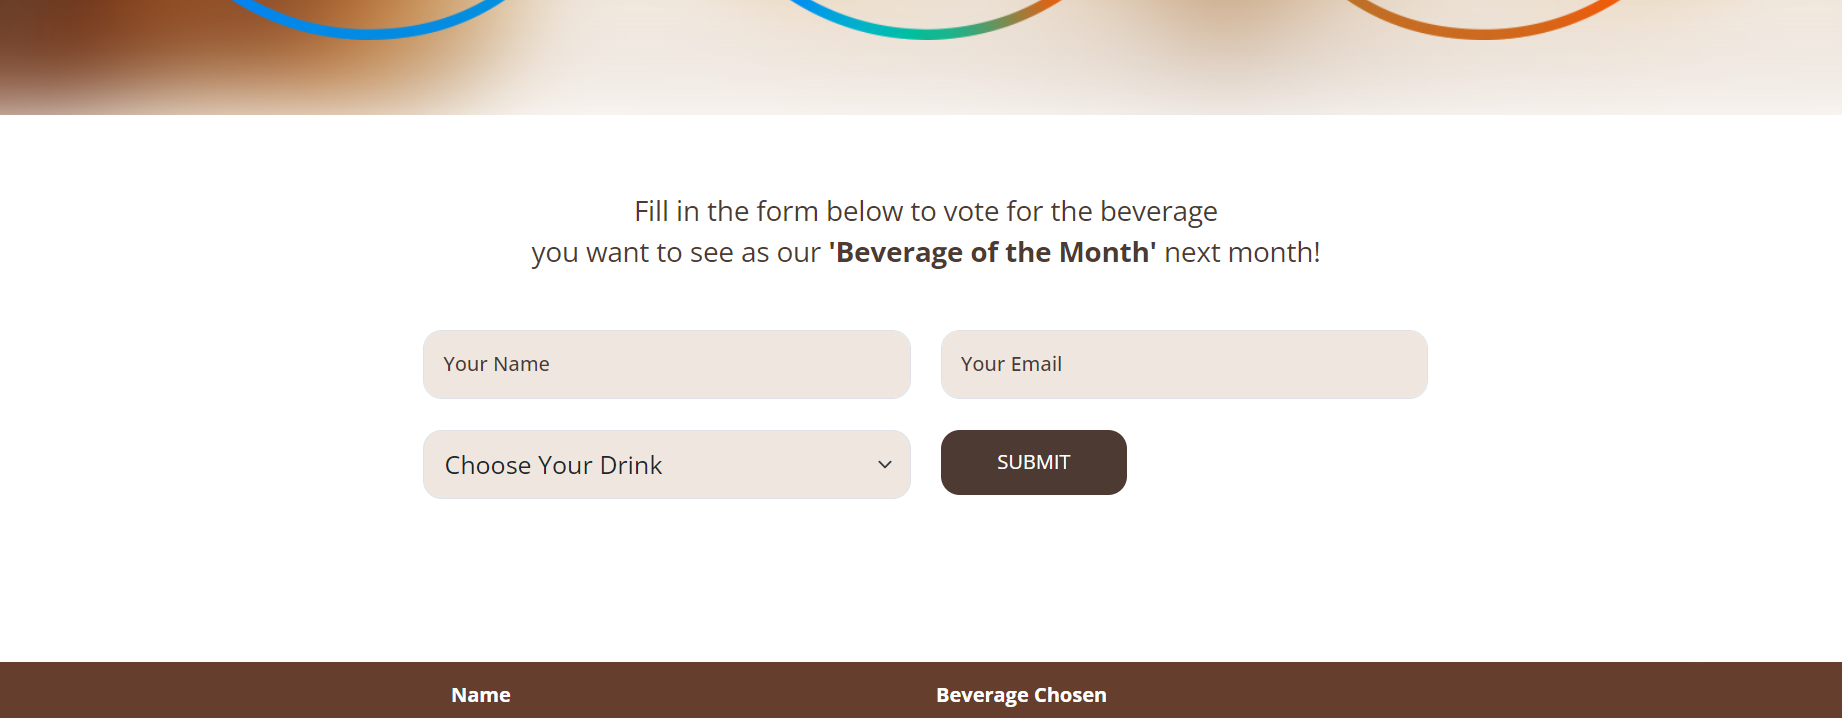 Fill in the form below to vote for the beverage
you want to see as our 'Beverage of the Month' next month!
Your Name
Your Email
Choose Your Drink
SUBMIT
Name
Beverage Chosen